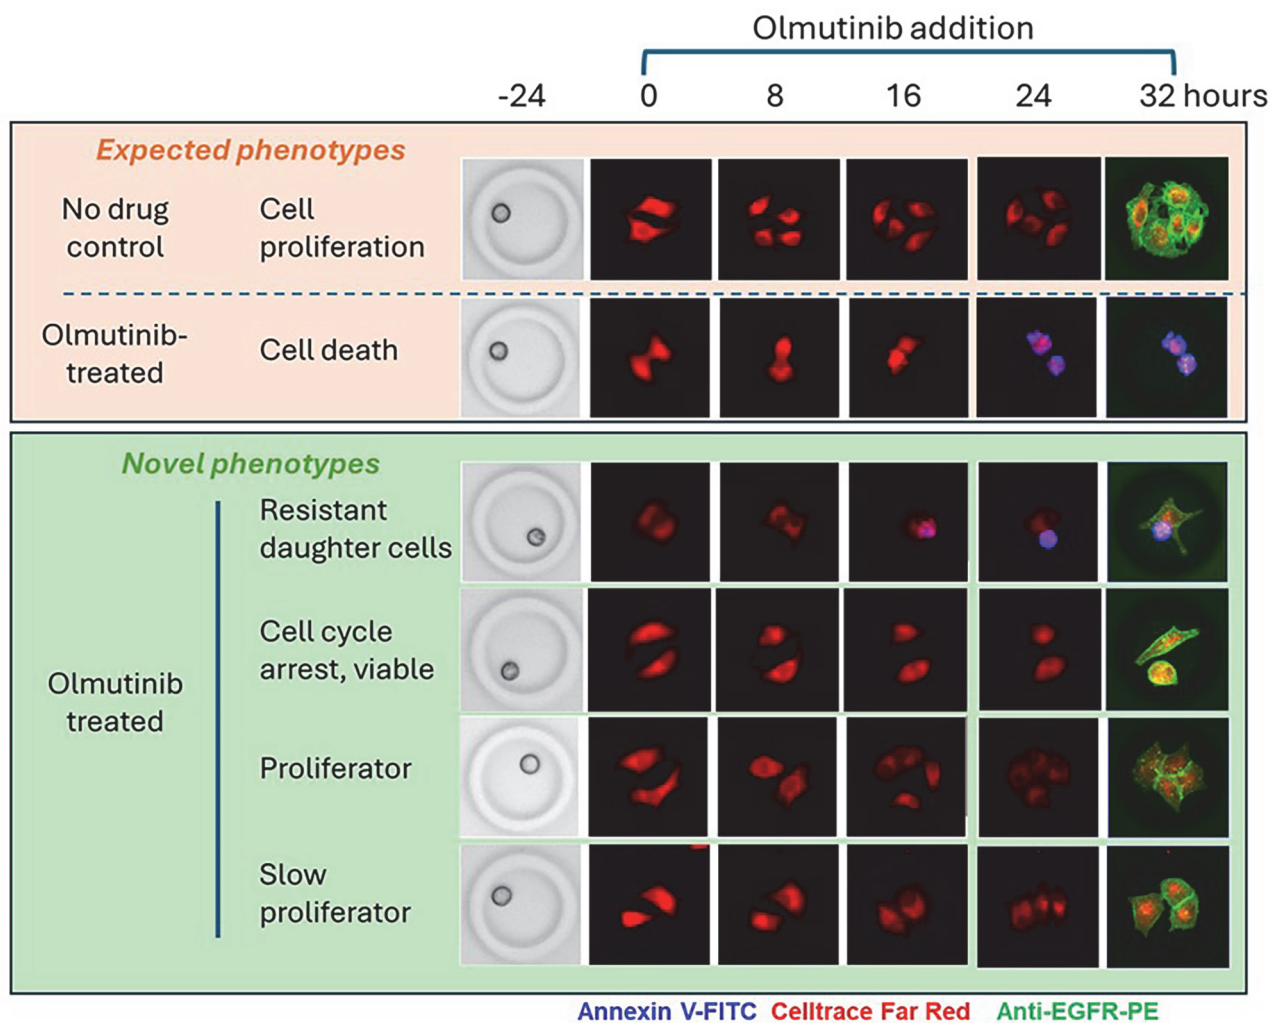 Olmutinib addition
-24 0 8 16 24 32 hours
Expected phenotypes
No drug
control
Cell
proliferation
Olmutinib-
treated
Cell death
Novel phenotypes
Resistant
daughter cells
Olmutinib
treated
Cell cycle
arrest, viable
Proliferator
Slow
proliferator
Annexin V-FITC Celltrace Far Red Anti-EGFR-PE